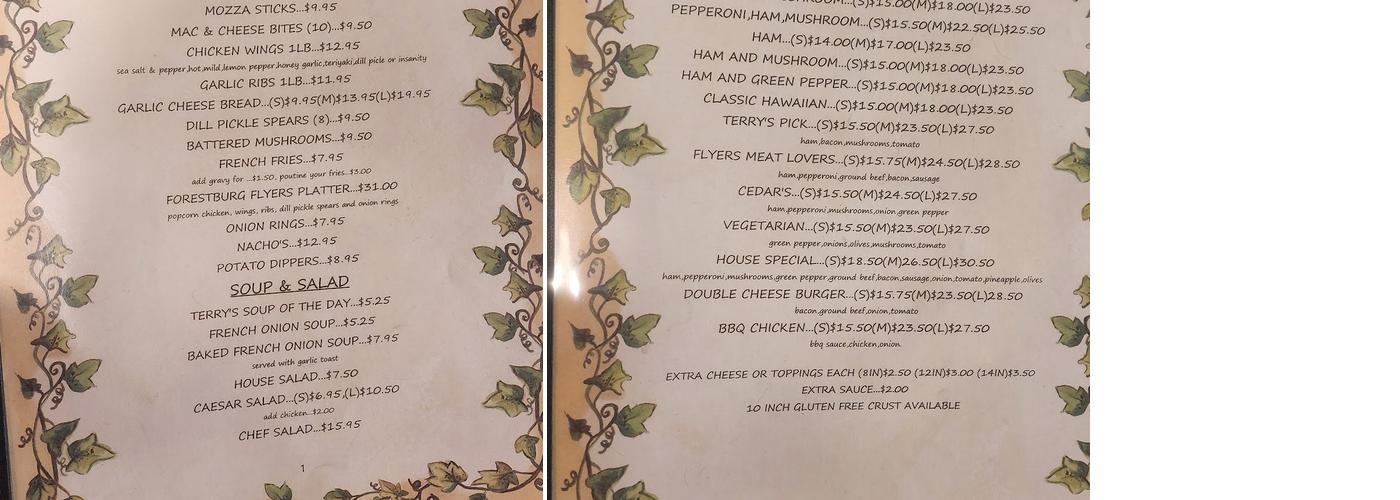 MOZZA STICKS...$9.95
MAC & CHEESE BITES (10)...$9.50
CHICKEN WINGS 1LB...$12.95
sea salt & pepper,hot,mild,lemon pepper,honey garlic,teriyaki,dill picle or insanity
GARLIC RIBS 1LB...$11.95
GARLIC CHEESE BREAD...(S)$9.95(M)$13.95(L)$19.95
DILL PICKLE SPEARS (8)...$9.50
BATTERED MUSHROOMS...$9.50
FRENCH FRIES...$7.95
add gravy for ...$1.50, poutine your fries...$3.00
FORESTBURG FLYERS PLATTER...$31.00
popcorn chicken, wings, ribs, dill pickle spears and onion rings
ONION RINGS...$7.95
NACHO'S...$12.95
POTATO DIPPERS...$8.95
SOUP & SALAD
TERRY'S SOUP OF THE DAY...$5.25
FRENCH ONION SOUP...$5.25
BAKED FRENCH ONION SOUP...$7.95
served with garlic toast
HOUSE SALAD...$7.50
CAESAR SALAD...(S)$6.95,(L)$10.50
add chicken...$2.00
CHEF SALAD...$15.95
1
(M)$18.00(L)$23.50
PEPPERONI,HAM,MUSHROOM...(S)$15.50(M)$22.50(L)$25.50
HAM...(S)$14.00(M)$17.00(L)$23.50
HAM AND MUSHROOM...(S)$15.00(M)$18.00(L)$23.50
HAM AND GREEN PEPPER...(S)$15.00(M)$18.00(L)$23.50
CLASSIC HAWAIIAN...(S)$15.00(M)$18.00(L)$23.50
TERRY'S PICK...(S)$15.50(M)$23.50(L)$27.50
ham,bacon,mushrooms,tomato
FLYERS MEAT LOVERS...(S)$15.75(M)$24.50(L)$28.50
ham,pepperoni,ground beef,bacon,sausage
CEDAR'S...(S)$15.50(M)$24.50(L)$27.50
ham,pepperoni,mushrooms,onion,green pepper
VEGETARIAN...(S)$15.50(M)$23.50(L)$27.50
green pepper,onions,olives,mushrooms,tomato
HOUSE SPECIAL...(S)$18.50(M)26.50(L)$30.50
ham,pepperoni,mushrooms,green pepper,ground beef,bacon,sausage,onion,tomato,pineapple,olives
DOUBLE CHEESE BURGER...(S)$15.75(M)$23.50(L)28.50
bacon,ground beef,onion,tomato
BBQ CHICKEN...(S)$15.50(M)$23.50(L)$27.50
bbq sauce,chicken,onion
EXTRA CHEESE OR TOPPINGS EACH (8IN)$2.50 (12IN)$3.00 (14IN)$3.50
EXTRA SAUCE...$2.00
10 INCH GLUTEN FREE CRUST AVAILABLE